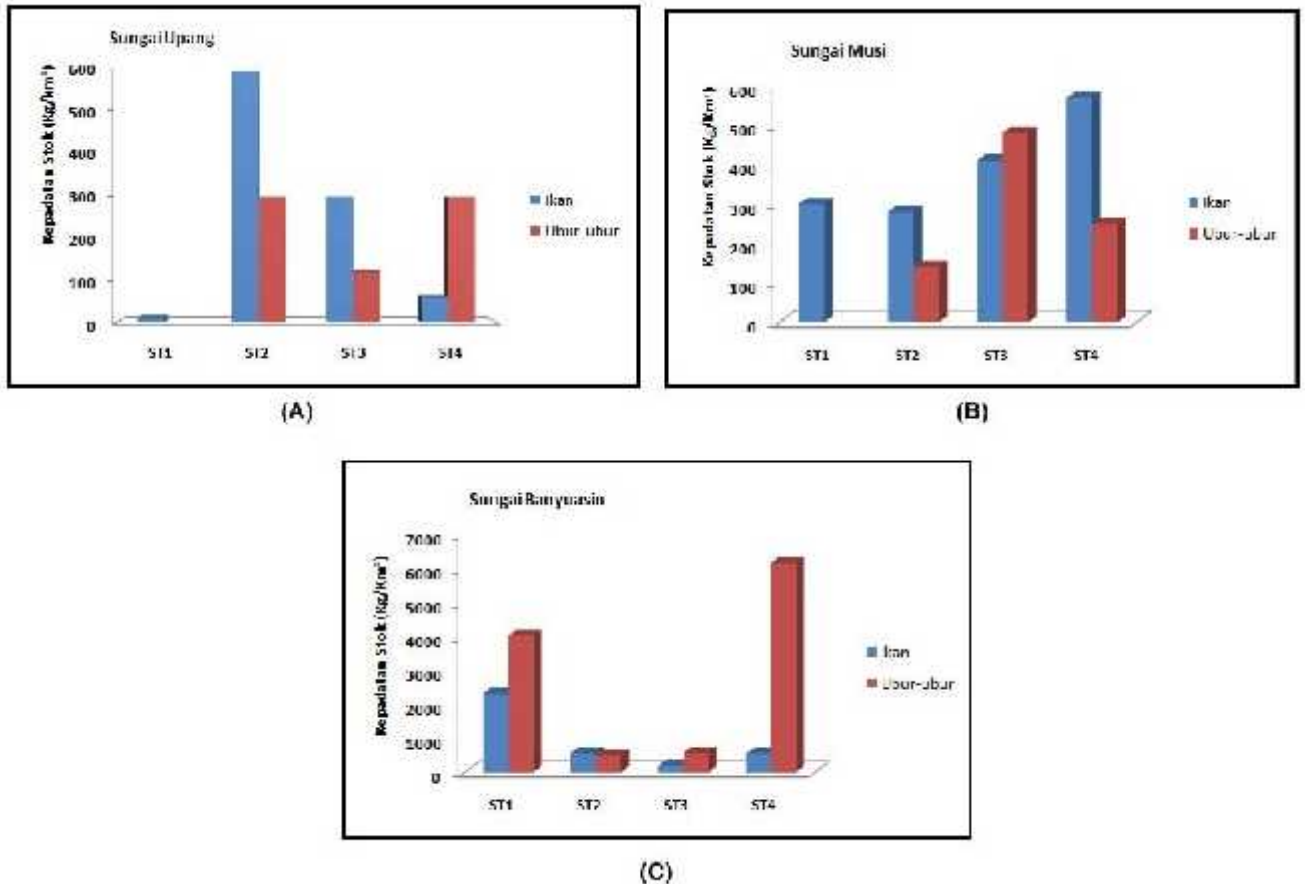 Sungai Upang
Kepadatan Stok (Kg/km²)
600
500
400
300
200
100
0
ST1 ST2 ST3 ST4
Ikan
Ubur-ubur
(A)
Sungai Musi
Kepadatan Stok (Kg/Km²)
600
500
400
300
200
100
0
ST1 ST2 ST3 ST4
Ikan
Ubur-ubur
(B)
Sungai Banyuasin
Kepadatan Stok (Kg/Km²)
7000
6000
5000
4000
3000
2000
1000
0
ST1 ST2 ST3 ST4
Ikan
Ubur-ubur
(C)